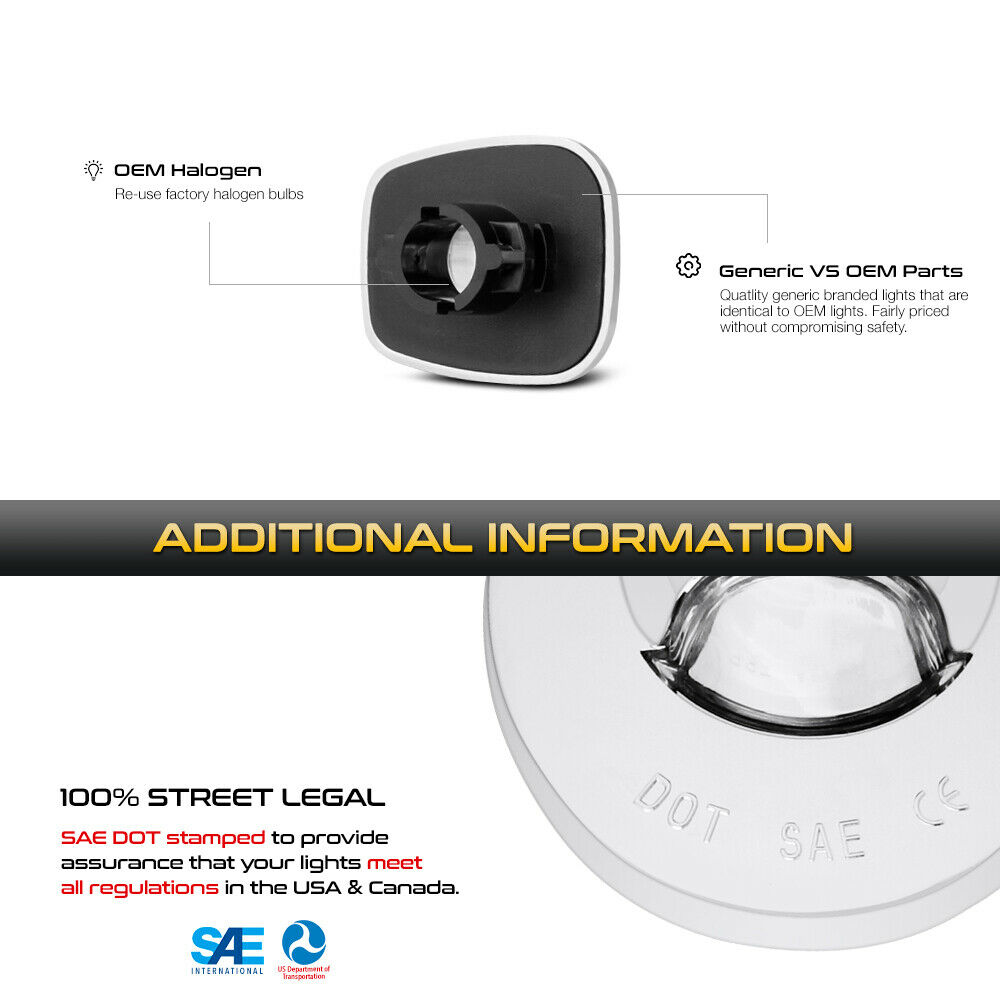 OEM Halogen
Re-use factory halogen bulbs
Generic VS OEM Parts
Quatlity generic branded lights that are
identical to OEM lights. Fairly priced
without compromising safety.
ADDITIONAL INFORMATION
100% STREET LEGAL
SAE DOT stamped to provide
assurance that your lights meet
all regulations in the USA & Canada.
DOT SAE CE
SAE
INTERNATIONAL
US Department of
Transportation